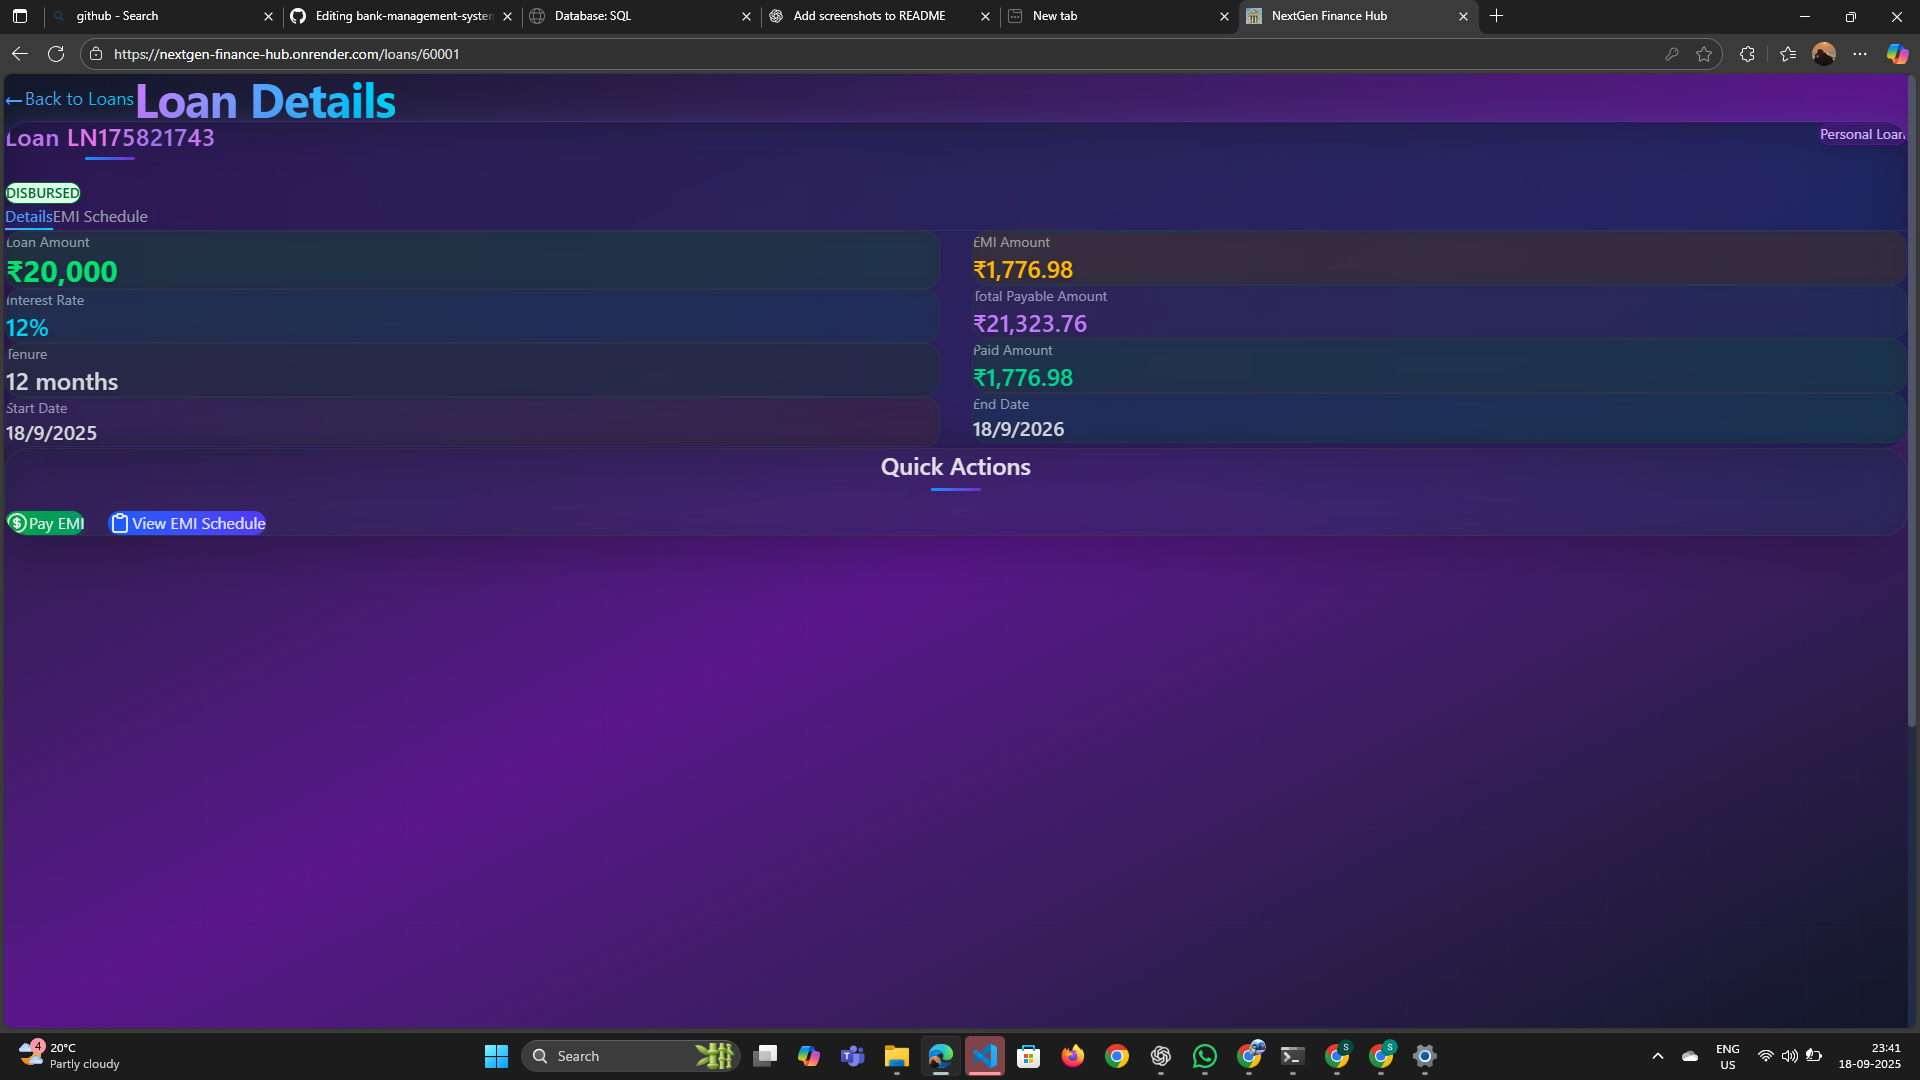 github - Search
Editing bank-management-system
Database: SQL
Add screenshots to README
New tab
NextGen Finance Hub
https://nextgen-finance-hub.onrender.com/loans/60001
←Back to Loans Loan Details
Loan LN175821743
Personal Loan
DISBURSED
Details EMI Schedule
Loan Amount
₹20,000
EMI Amount
₹1,776.98
Interest Rate
12%
Total Payable Amount
₹21,323.76
Tenure
12 months
Paid Amount
₹1,776.98
Start Date
18/9/2025
End Date
18/9/2026
Quick Actions
Pay EMI
View EMI Schedule
4
20°C
Partly cloudy
Search
S
S
ENG
US
23:41
18-09-2025